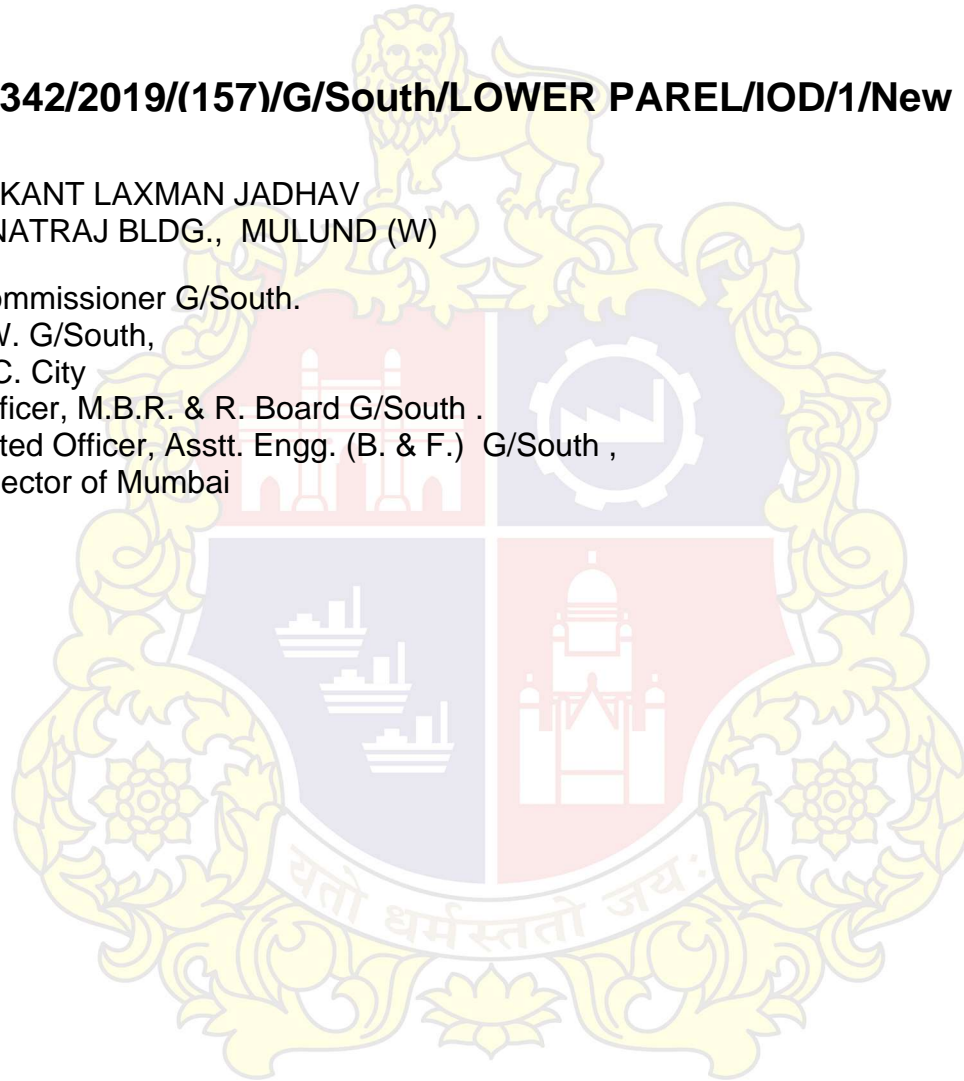 342/2019/(157)/G/South/LOWER PAREL/IOD/1/New
KANT LAXMAN JADHAV
NATRAJ BLDG., MULUND (W)
ommissioner G/South.
W. G/South,
C. City
ficer, M.B.R. & R. Board G/South .
ted Officer, Asstt. Engg. (B. & F.) G/South ,
ector of Mumbai
यतो धर्मस्ततो जय: